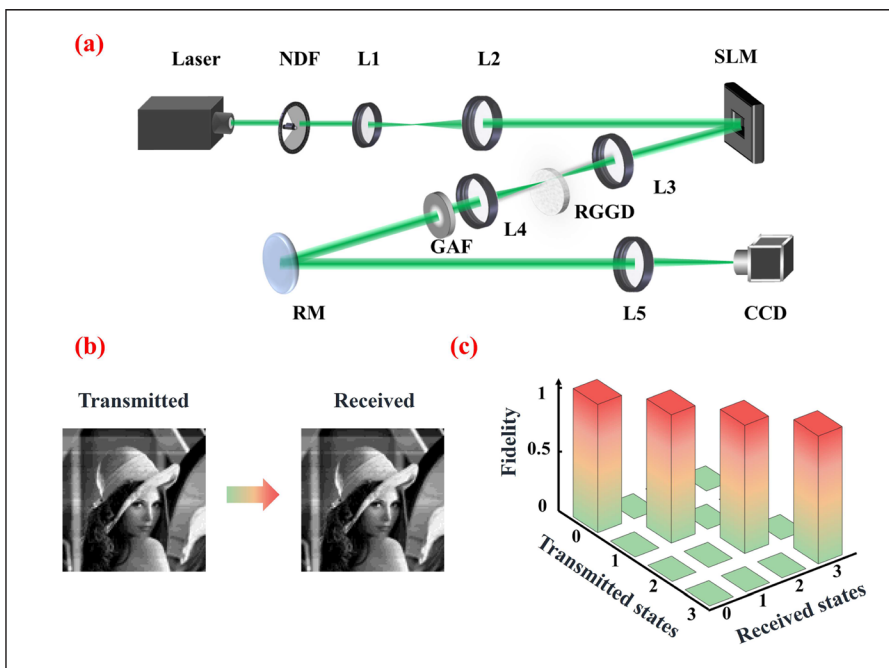 (a)
Laser
NDF
L1
L2
SLM
L3
RGGD
L4
GAF
RM
L5
CCD
(b)
Transmitted
Received
(c)
Fidelity
1
0.5
0
0
1
2
3
Transmitted states
0
1
2
3
Received states